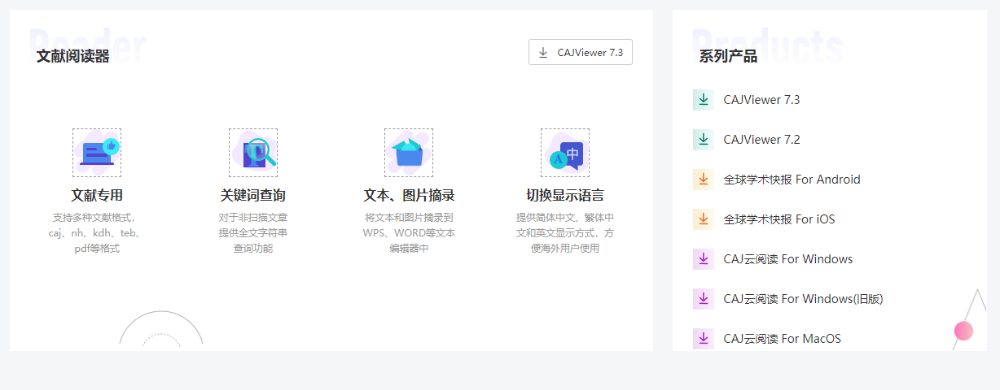 Reader
文献阅读器
CAJViewer 7.3
文献专用
支持多种文献格式，
caj、nh、kdh、teb、
pdf等格式
关键词查询
对于非扫描文章
提供全文字符串
查询功能
文本、图片摘录
将文本和图片摘录到
WPS、WORD等文本
编辑器中
中
A
切换显示语言
提供简体中文、繁体中
文和英文显示方式，方
便海外用户使用
Products
系列产品
CAJViewer 7.3
CAJViewer 7.2
全球学术快报 For Android
全球学术快报 For iOS
CAJ云阅读 For Windows
CAJ云阅读 For Windows(旧版)
CAJ云阅读 For MacOS